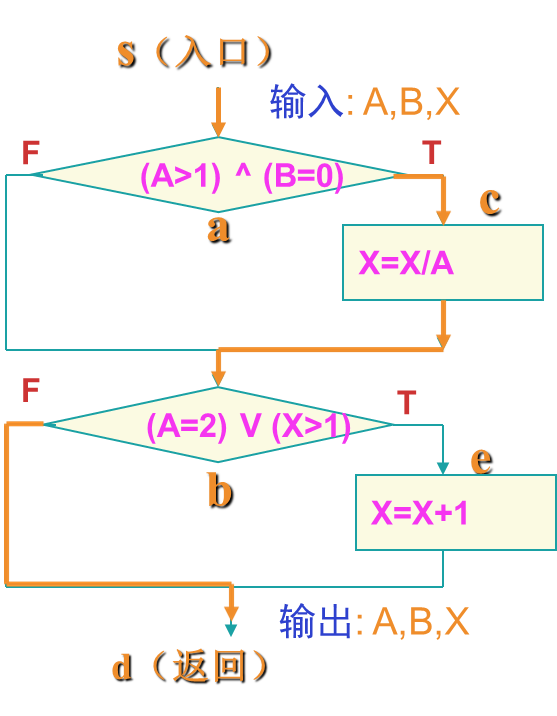 s（入口）
输入: A,B,X
F
T
(A>1) ^ (B=0)
a
c
X=X/A
F
T
(A=2) V (X>1)
b
e
X=X+1
输出: A,B,X
d（返回）